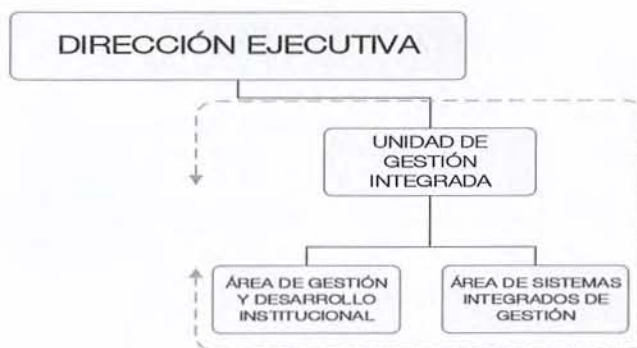 DIRECCIÓN EJECUTIVA
UNIDAD DE
GESTIÓN
INTEGRADA
ÁREA DE GESTIÓN
Y DESARROLLO
INSTITUCIONAL
ÁREA DE SISTEMAS
INTEGRADOS DE
GESTIÓN